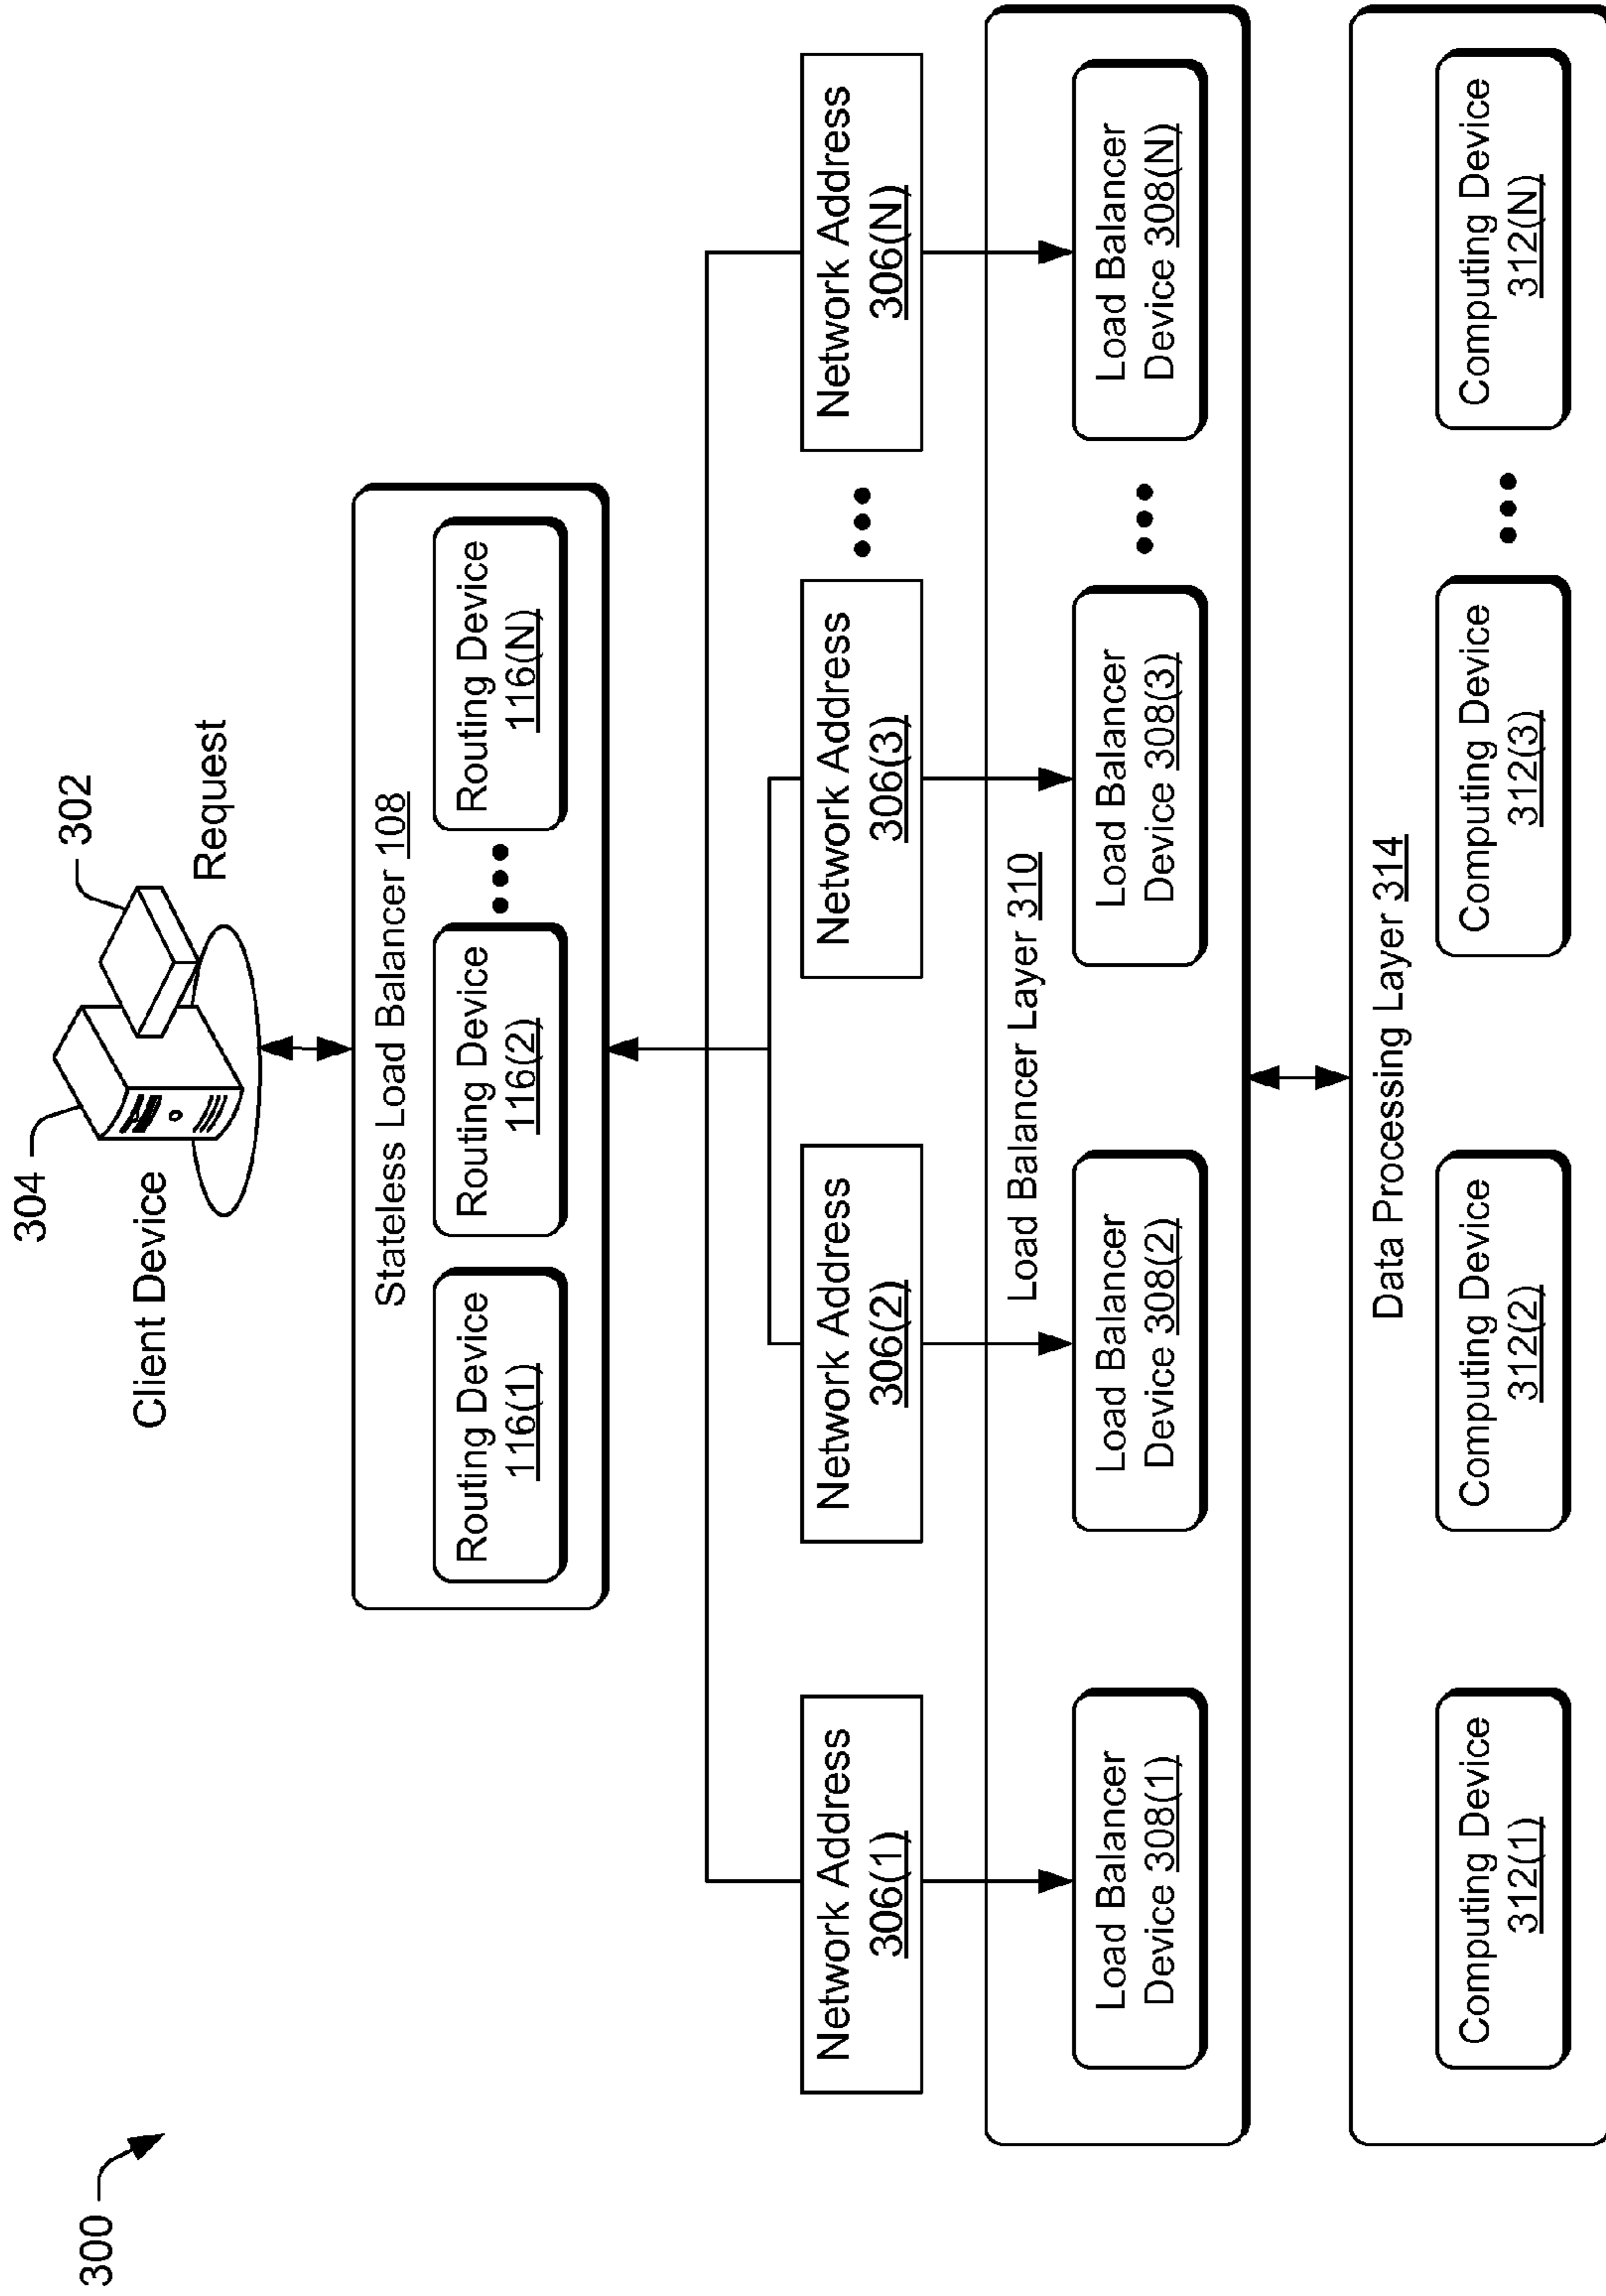 300
304
302
Client Device
Request
Stateless Load Balancer 108
Routing Device
116(1)
Routing Device
116(2)
Routing Device
116(N)
Network Address
306(1)
Network Address
306(2)
Network Address
306(3)
Network Address
306(N)
Load Balancer Layer 310
Load Balancer
Device 308(1)
Load Balancer
Device 308(2)
Load Balancer
Device 308(3)
Load Balancer
Device 308(N)
Data Processing Layer 314
Computing Device
312(1)
Computing Device
312(2)
Computing Device
312(3)
Computing Device
312(N)